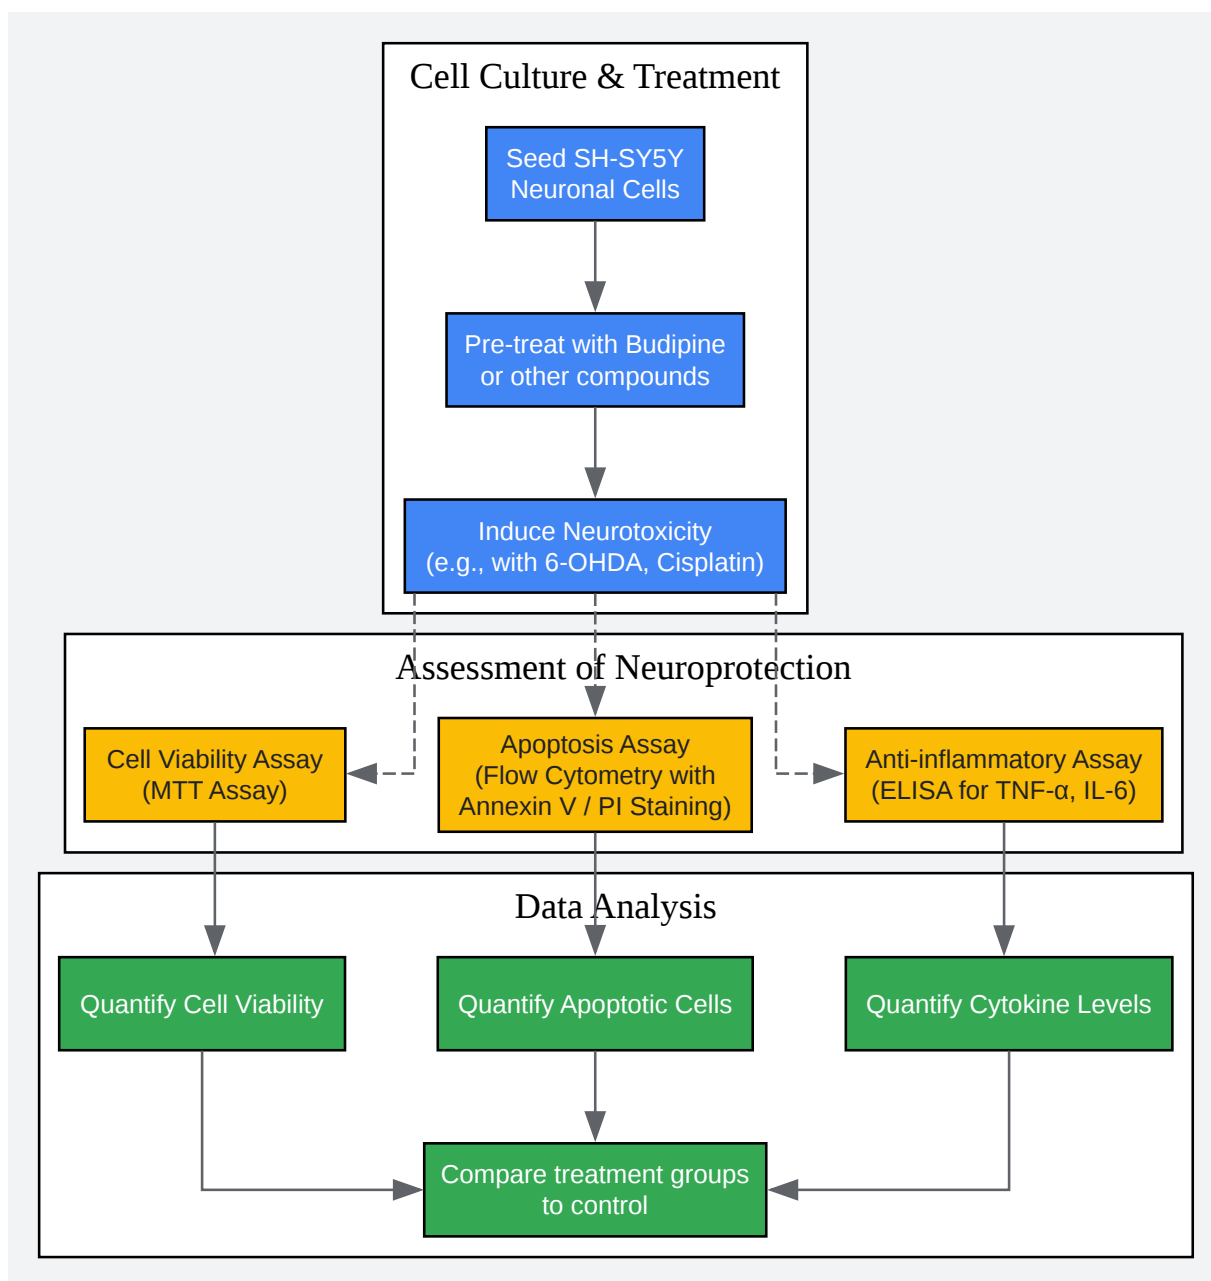 Cell Culture & Treatment
Seed SH-SY5Y
Neuronal Cells
Pre-treat with Budipine
or other compounds
Induce Neurotoxicity
(e.g., with 6-OHDA, Cisplatin)
Assessment of Neuroprotection
Cell Viability Assay
(MTT Assay)
Apoptosis Assay
(Flow Cytometry with
Annexin V / PI Staining)
Anti-inflammatory Assay
(ELISA for TNF-α, IL-6)
Data Analysis
Quantify Cell Viability
Quantify Apoptotic Cells
Quantify Cytokine Levels
Compare treatment groups
to control